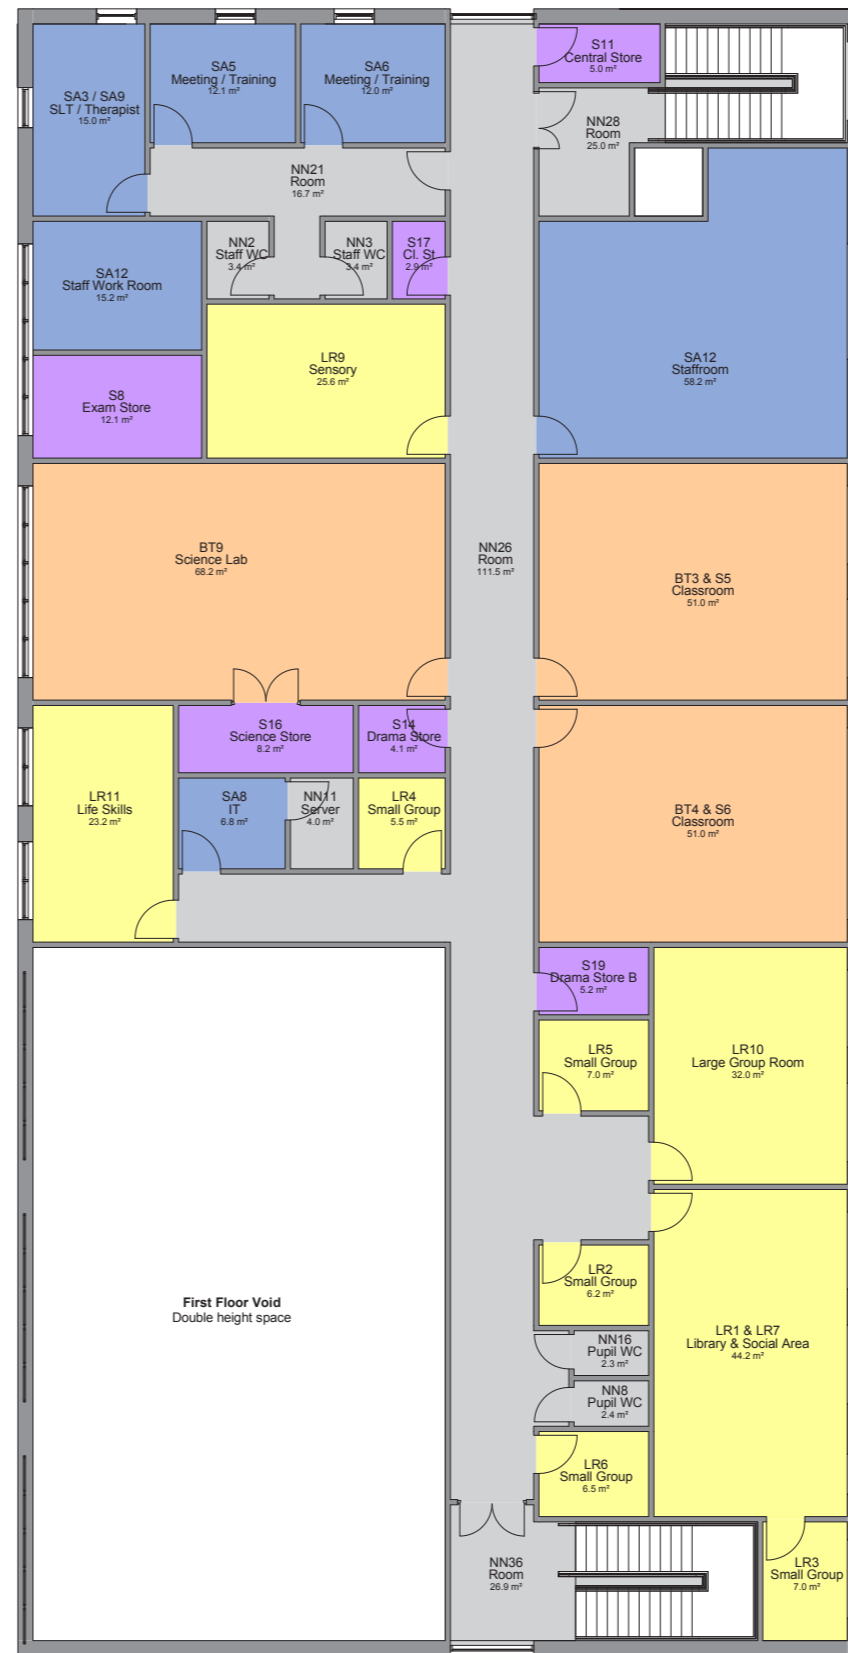 S11
Central Store
5.0 m²
SA5
Meeting / Training
12.1 m²
SA6
Meeting / Training
12.0 m²
SA3 / SA9
SLT / Therapist
15.0 m²
NN28
Room
25.0 m²
NN21
Room
16.7 m²
NN2
Staff WC
3.4 m²
NN3
Staff WC
3.4 m²
S17
Cl. St
2.9 m²
SA12
Staff Work Room
15.2 m²
LR9
Sensory
25.6 m²
SA12
Staffroom
58.2 m²
S8
Exam Store
12.1 m²
BT9
Science Lab
68.2 m²
NN26
Room
111.5 m²
BT3 & S5
Classroom
51.0 m²
S16
Science Store
8.2 m²
S14
Drama Store
4.1 m²
LR11
Life Skills
23.2 m²
SA8
IT
6.8 m²
NN11
Server
4.0 m²
LR4
Small Group
5.5 m²
BT4 & S6
Classroom
51.0 m²
S19
Drama Store B
5.2 m²
LR5
Small Group
7.0 m²
LR10
Large Group Room
32.0 m²
LR2
Small Group
6.2 m²
First Floor Void
Double height space
NN16
Pupil WC
2.3 m²
LR1 & LR7
Library & Social Area
44.2 m²
NN8
Pupil WC
2.4 m²
LR6
Small Group
6.5 m²
NN36
Room
26.9 m²
LR3
Small Group
7.0 m²